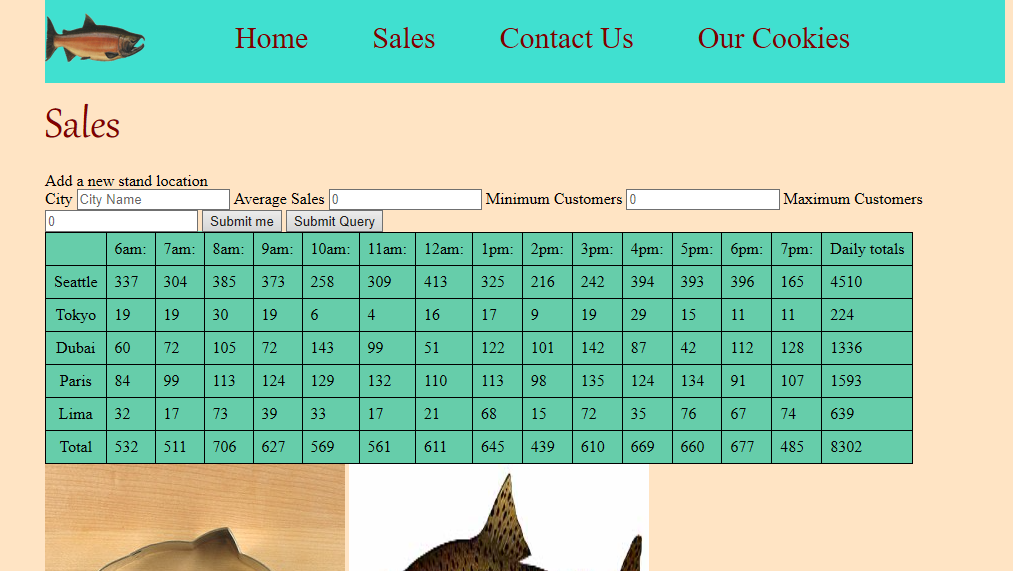 Home Sales Contact Us Our Cookies
Sales
Add a new stand location
City City Name Average Sales 0 Minimum Customers 0 Maximum Customers
0 Submit me Submit Query
6am: 7am: 8am: 9am: 10am: 11am: 12am: 1pm: 2pm: 3pm: 4pm: 5pm: 6pm: 7pm: Daily totals
Seattle 337 304 385 373 258 309 413 325 216 242 394 393 396 165 4510
Tokyo 19 19 30 19 6 4 16 17 9 19 29 15 11 11 224
Dubai 60 72 105 72 143 99 51 122 101 142 87 42 112 128 1336
Paris 84 99 113 124 129 132 110 113 98 135 124 134 91 107 1593
Lima 32 17 73 39 33 17 21 68 15 72 35 76 67 74 639
Total 532 511 706 627 569 561 611 645 439 610 669 660 677 485 8302